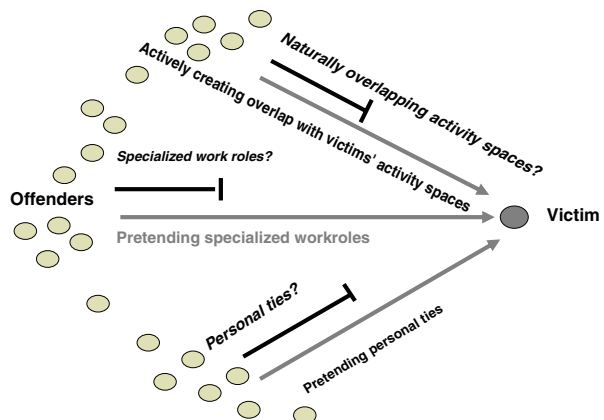 Naturally overlapping activity spaces?
Actively creating overlap with victims' activity spaces
Specialized work roles?
Offenders
Victim
Pretending specialized workroles
Personal ties?
Pretending personal ties